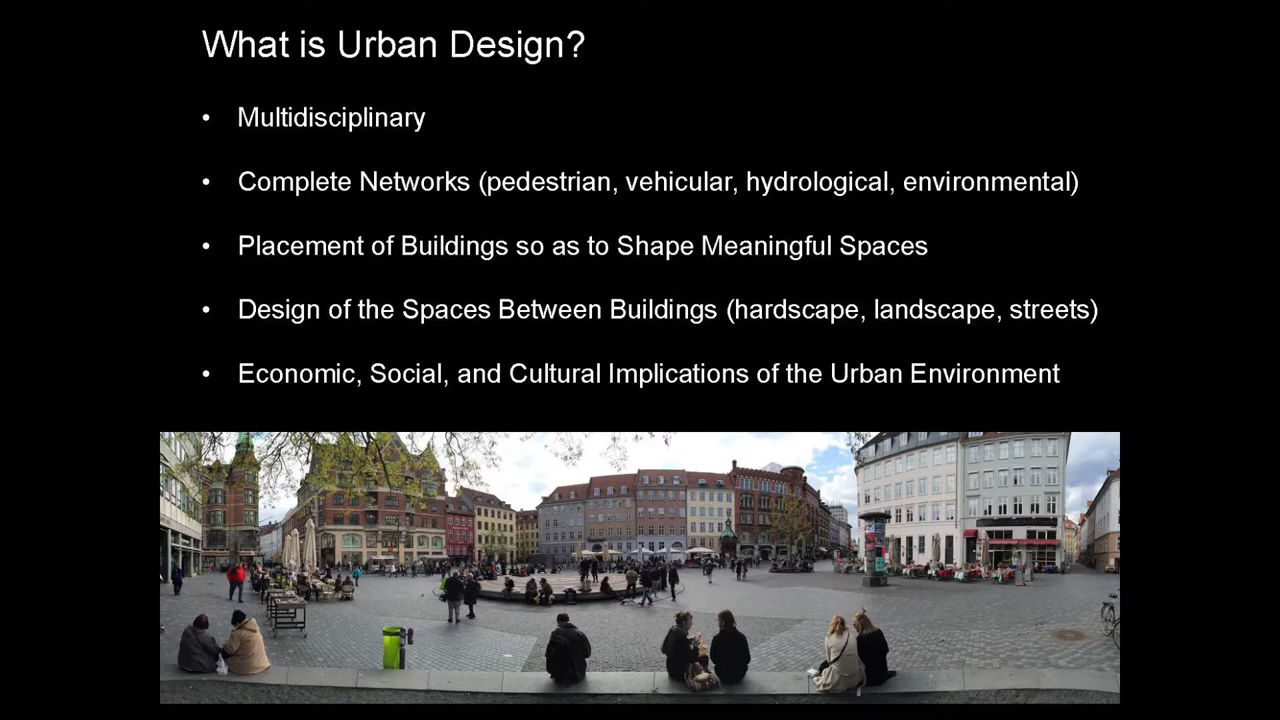 What is Urban Design?
• Multidisciplinary
• Complete Networks (pedestrian, vehicular, hydrological, environmental)
• Placement of Buildings so as to Shape Meaningful Spaces
• Design of the Spaces Between Buildings (hardscape, landscape, streets)
• Economic, Social, and Cultural Implications of the Urban Environment